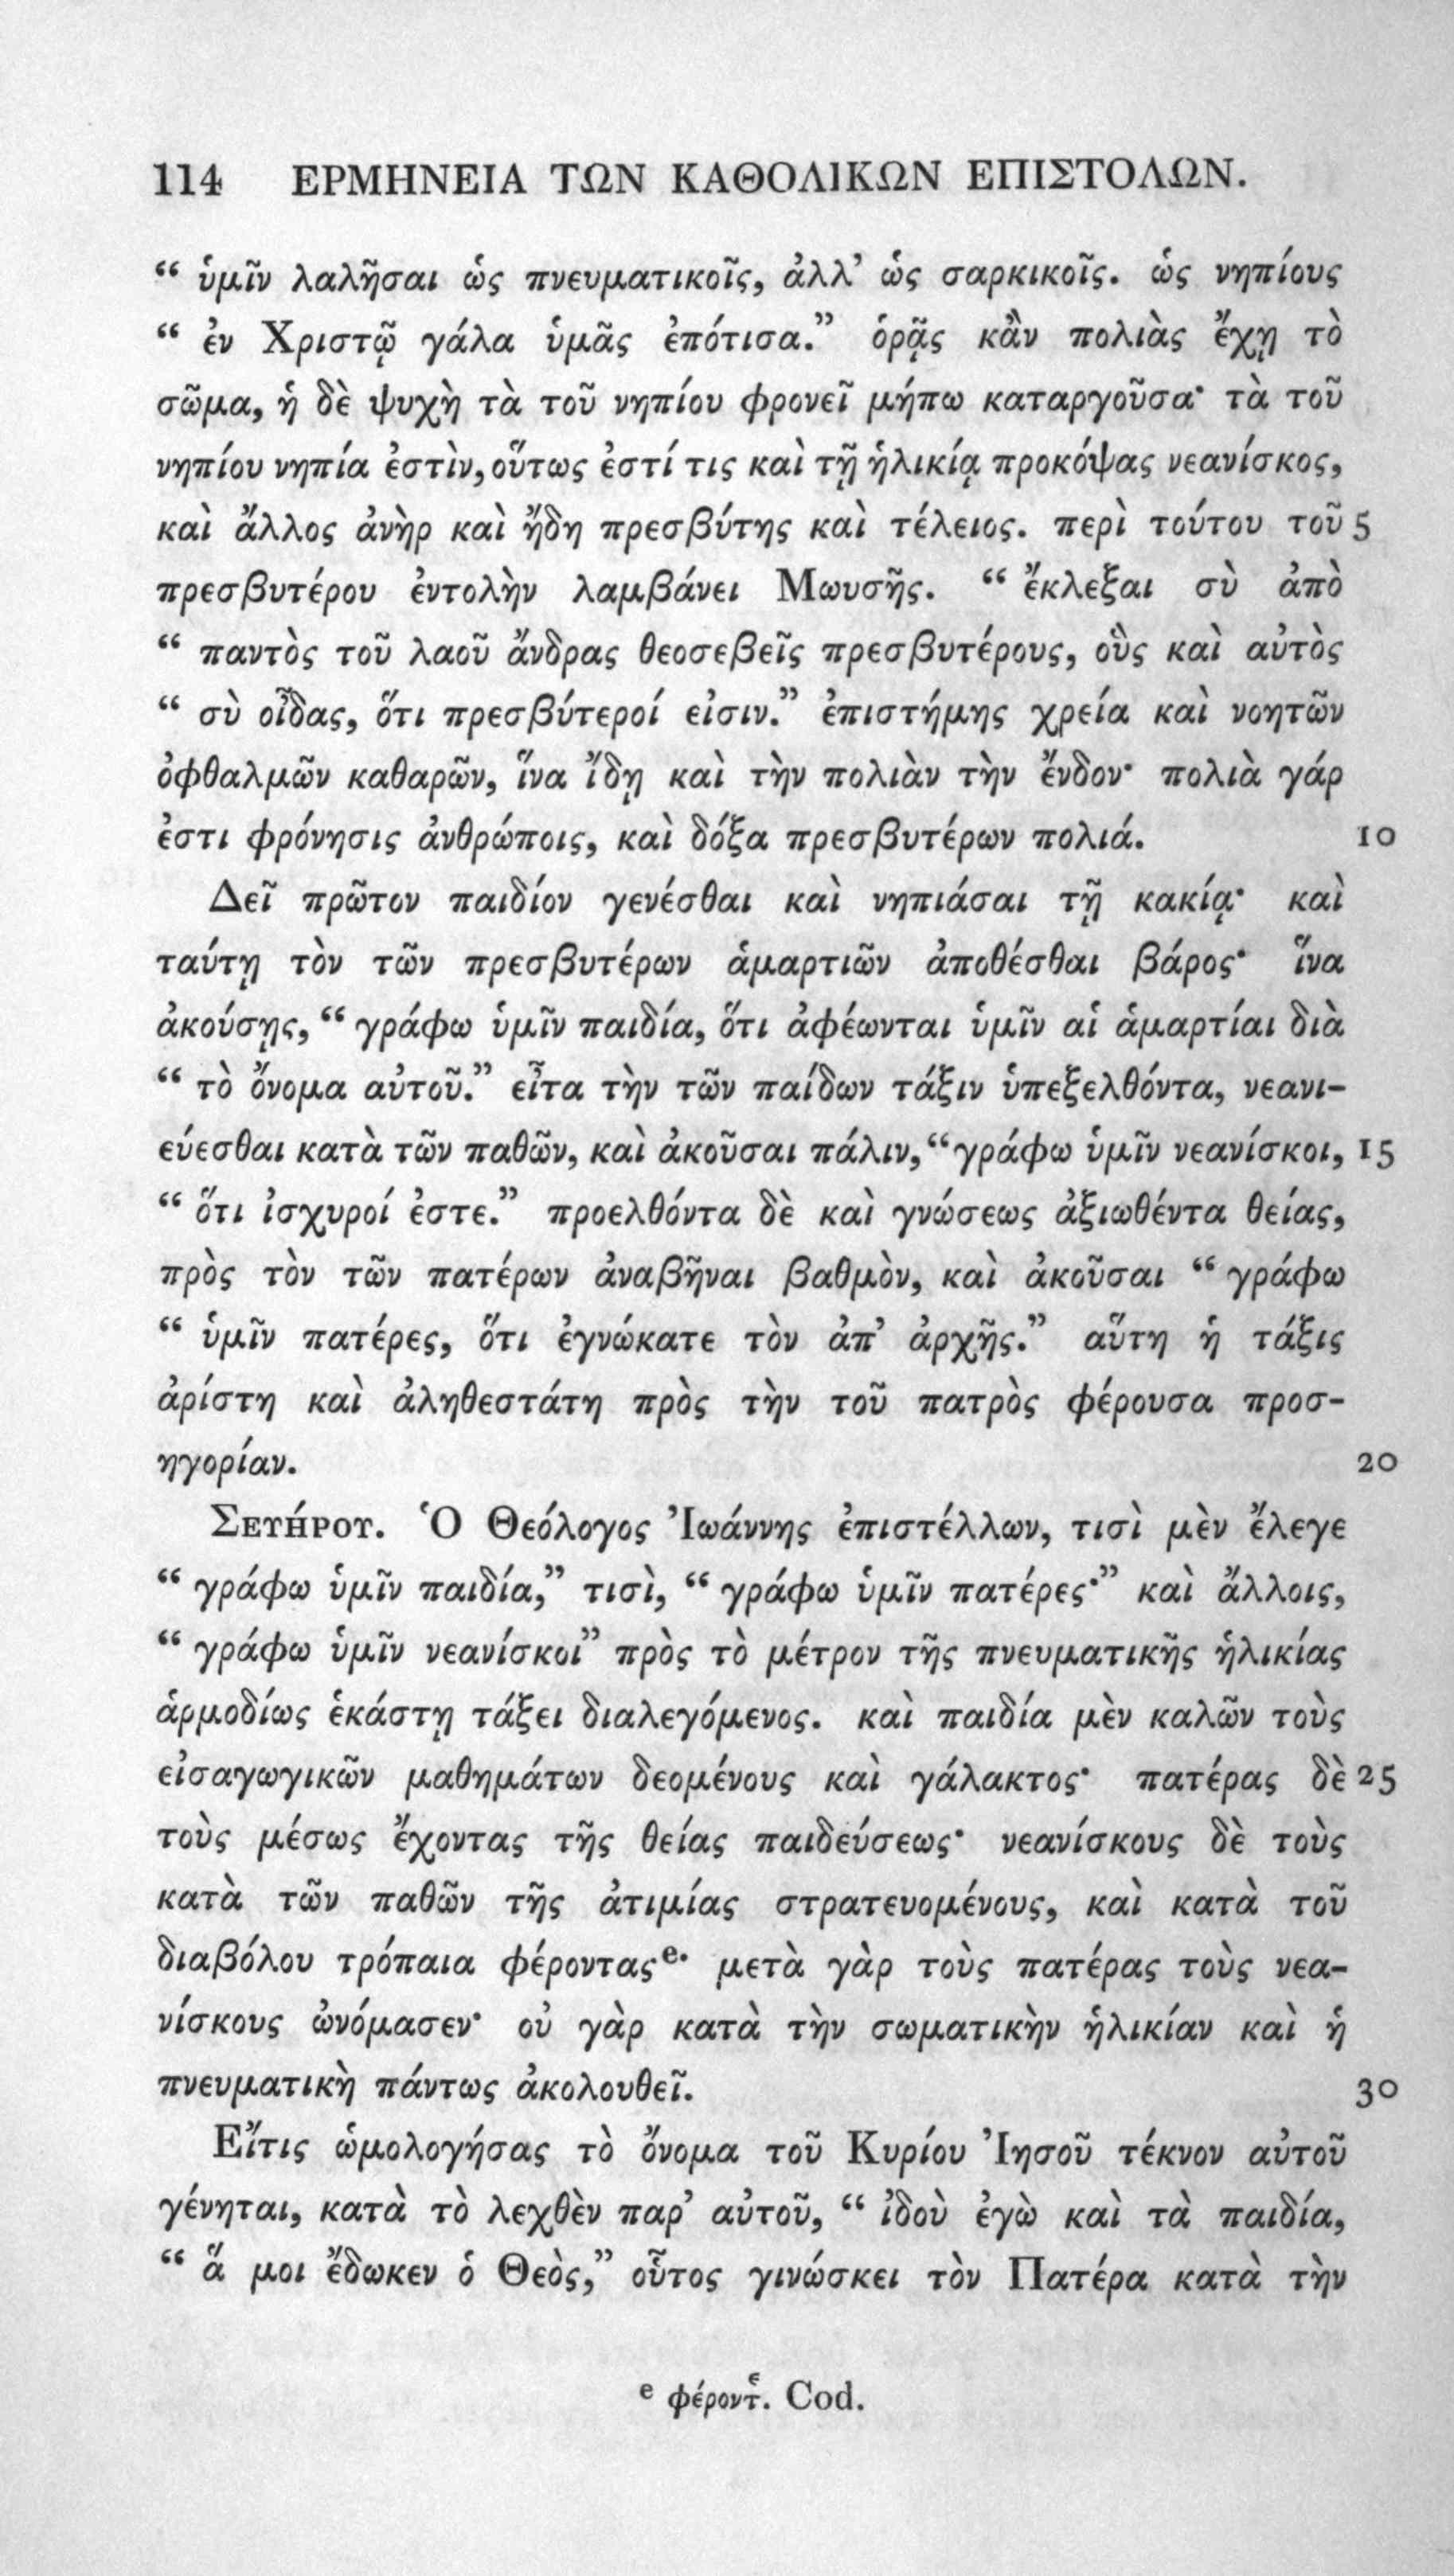 114 ΕΡΜΗΝΕΙΑ ΤΩΝ ΚΑΘΟΛΙΚΩΝ ΕΠΙΣΤΟΛΩΝ.
“ ὑμῖν λαλῆσαι ὡς πνευματικοῖς, ἀλλ’ ὡς σαρκικοῖς. ὡς νηπίους
“ ἐν Χριστῷ γάλα ὑμᾶς ἐπότισα.” ὁρᾷς κἂν πολιὰς ἔχῃ τὸ
σῶμα, ἡ δὲ ψυχὴ τὰ τοῦ νηπίου φρονεῖ μήπω καταργοῦσα· τὰ τοῦ
νηπίου νηπία ἐστὶν, οὕτως ἐστί τις καὶ τῇ ἡλικίᾳ προκόψας νεανίσκος,
καὶ ἄλλος ἀνὴρ καὶ ἤδη πρεσβύτης καὶ τέλειος. περὶ τούτου τοῦ 5
πρεσβυτέρου ἐντολὴν λαμβάνει Μωυσῆς. “ ἔκλεξαι σὺ ἀπὸ
“ παντὸς τοῦ λαοῦ ἄνδρας θεοσεβεῖς πρεσβυτέρους, οὓς καὶ αὐτὸς
“ σὺ οἶδας, ὅτι πρεσβύτεροί εἰσιν.” ἐπιστήμης χρεία καὶ νοητῶν
ὀφθαλμῶν καθαρῶν, ἵνα ἴδῃ καὶ τὴν πολιὰν τὴν ἔνδον· πολιὰ γάρ
ἐστι φρόνησις ἀνθρώποις, καὶ δόξα πρεσβυτέρων πολιά. 10
Δεῖ πρῶτον παιδίον γενέσθαι καὶ νηπιάσαι τῇ κακίᾳ· καὶ
ταύτῃ τὸν τῶν πρεσβυτέρων ἁμαρτιῶν ἀποθέσθαι βάρος· ἵνα
ἀκούσῃς, “ γράφω ὑμῖν παιδία, ὅτι ἀφέωνται ὑμῖν αἱ ἁμαρτίαι διὰ
“ τὸ ὄνομα αὐτοῦ.” εἶτα τὴν τῶν παίδων τάξιν ὑπεξελθόντα, νεανι-
εύεσθαι κατὰ τῶν παθῶν, καὶ ἀκοῦσαι πάλιν, “ γράφω ὑμῖν νεανίσκοι, 15
“ ὅτι ἰσχυροί ἐστε.” προελθόντα δὲ καὶ γνώσεως ἀξιωθέντα θείας,
πρὸς τὸν τῶν πατέρων ἀναβῆναι βαθμὸν, καὶ ἀκοῦσαι “ γράφω
“ ὑμῖν πατέρες, ὅτι ἐγνώκατε τὸν ἀπ’ ἀρχῆς.” αὕτη ἡ τάξις
ἀρίστη καὶ ἀληθεστάτη πρὸς τὴν τοῦ πατρὸς φέρουσα προσ-
ηγορίαν. 20
ΣΕΥΉΡΟΥ. Ὁ Θεόλογος Ἰωάννης ἐπιστέλλων, τισὶ μὲν ἔλεγε
“ γράφω ὑμῖν παιδία,” τισὶ, “ γράφω ὑμῖν πατέρες·” καὶ ἄλλοις,
“ γράφω ὑμῖν νεανίσκοι” πρὸς τὸ μέτρον τῆς πνευματικῆς ἡλικίας
ἁρμοδίως ἑκάστῃ τάξει διαλεγόμενος. καὶ παιδία μὲν καλῶν τοὺς
εἰσαγωγικῶν μαθημάτων δεομένους καὶ γάλακτος· πατέρας δὲ 25
τοὺς μέσως ἔχοντας τῆς θείας παιδεύσεως· νεανίσκους δὲ τοὺς
κατὰ τῶν παθῶν τῆς ἀτιμίας στρατευομένους, καὶ κατὰ τοῦ
διαβόλου τρόπαια φέροντας e· μετὰ γὰρ τοὺς πατέρας τοὺς νεα-
νίσκους ὠνόμασεν· οὐ γὰρ κατὰ τὴν σωματικὴν ἡλικίαν καὶ ἡ
πνευματικὴ πάντως ἀκολουθεῖ. 30
Εἴτις ὡμολογήσας τὸ ὄνομα τοῦ Κυρίου Ἰησοῦ τέκνον αὐτοῦ
γένηται, κατὰ τὸ λεχθὲν παρ’ αὐτοῦ, “ ἰδοὺ ἐγὼ καὶ τὰ παιδία,
“ ἅ μοι ἔδωκεν ὁ Θεὸς,” οὗτος γινώσκει τὸν Πατέρα κατὰ τὴν
e φέροντ̃ε. Cod.